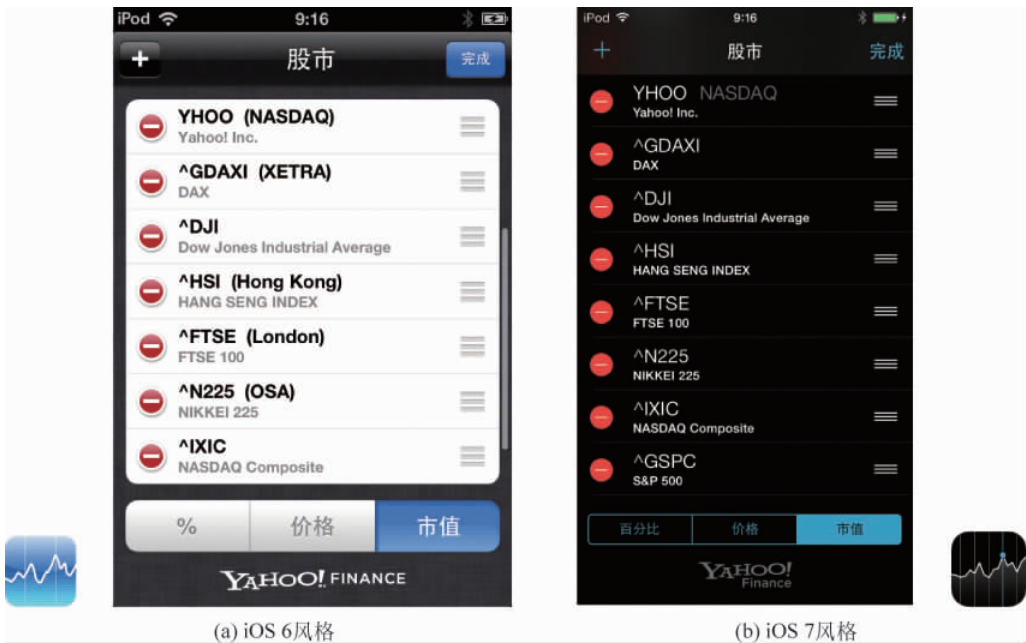 iPod 9:16
+ 股市 完成
YHOO (NASDAQ)
Yahoo! Inc.
^GDAXI (XETRA)
DAX
^DJI
Dow Jones Industrial Average
^HSI (Hong Kong)
HANG SENG INDEX
^FTSE (London)
FTSE 100
^N225 (OSA)
NIKKEI 225
^IXIC
NASDAQ Composite
% 价格 市值
YAHOO! FINANCE
(a) iOS 6风格
iPod 9:16
+ 股市 完成
YHOO NASDAQ
Yahoo! Inc.
^GDAXI
DAX
^DJI
Dow Jones Industrial Average
^HSI
HANG SENG INDEX
^FTSE
FTSE 100
^N225
NIKKEI 225
^IXIC
NASDAQ Composite
^GSPC
S&P 500
百分比 价格 市值
YAHOO!
Finance
(b) iOS 7风格